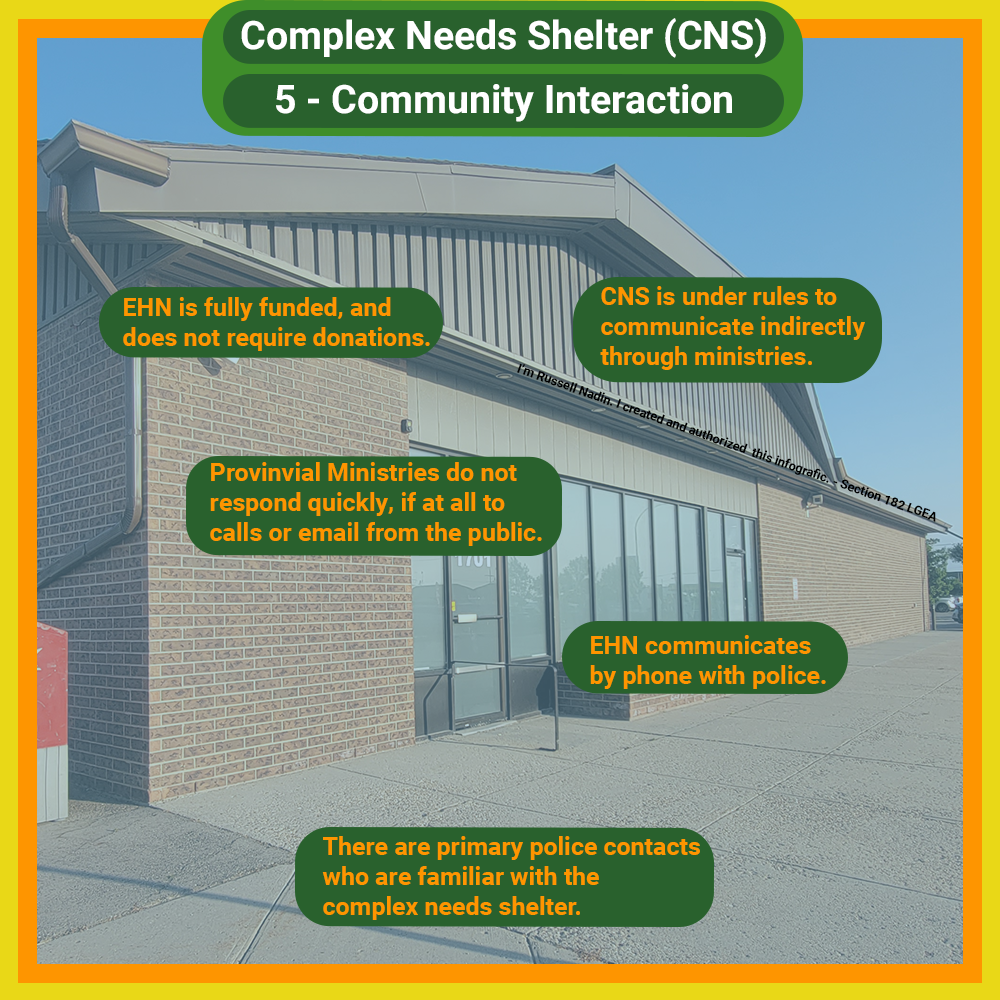 Complex Needs Shelter (CNS)
5 - Community Interaction
EHN is fully funded, and
does not require donations.
CNS is under rules to
communicate indirectly
through ministries.
I'm Russell Nadin. I created and authorized this infografic. - Section 182 LGEA
Provinvial Ministries do not
respond quickly, if at all to
calls or email from the public.
EHN communicates
by phone with police.
There are primary police contacts
who are familiar with the
complex needs shelter.